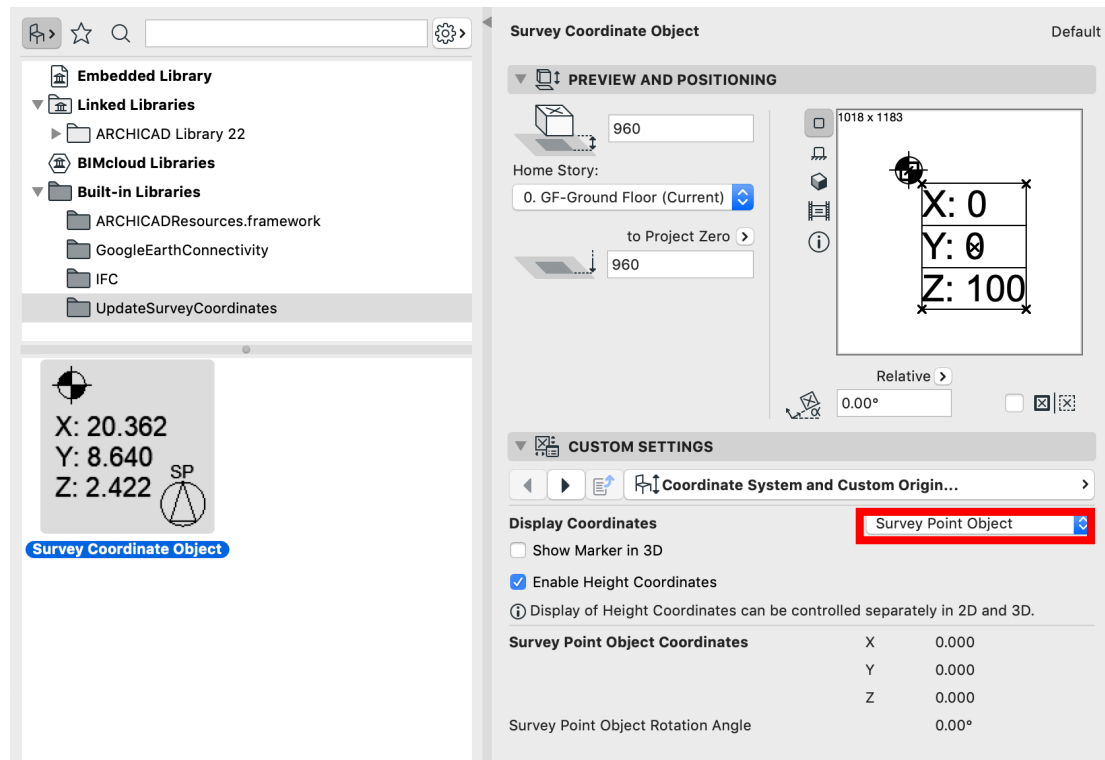 Embedded Library
Linked Libraries
ARCHICAD Library 22
BIMcloud Libraries
Built-in Libraries
ARCHICADResources.framework
GoogleEarthConnectivity
IFC
UpdateSurveyCoordinates
X: 20.362
Y: 8.640
Z: 2.422
SP
Survey Coordinate Object
Survey Coordinate Object
Default
PREVIEW AND POSITIONING
960
Home Story:
0. GF-Ground Floor (Current)
to Project Zero
960
1018 x 1183
X: 0
Y: 0
Z: 100
Relative
α
0.00°
CUSTOM SETTINGS
Coordinate System and Custom Origin...
Display Coordinates
Survey Point Object
Show Marker in 3D
Enable Height Coordinates
Display of Height Coordinates can be controlled separately in 2D and 3D.
Survey Point Object Coordinates X 0.000
Y 0.000
Z 0.000
Survey Point Object Rotation Angle 0.00°